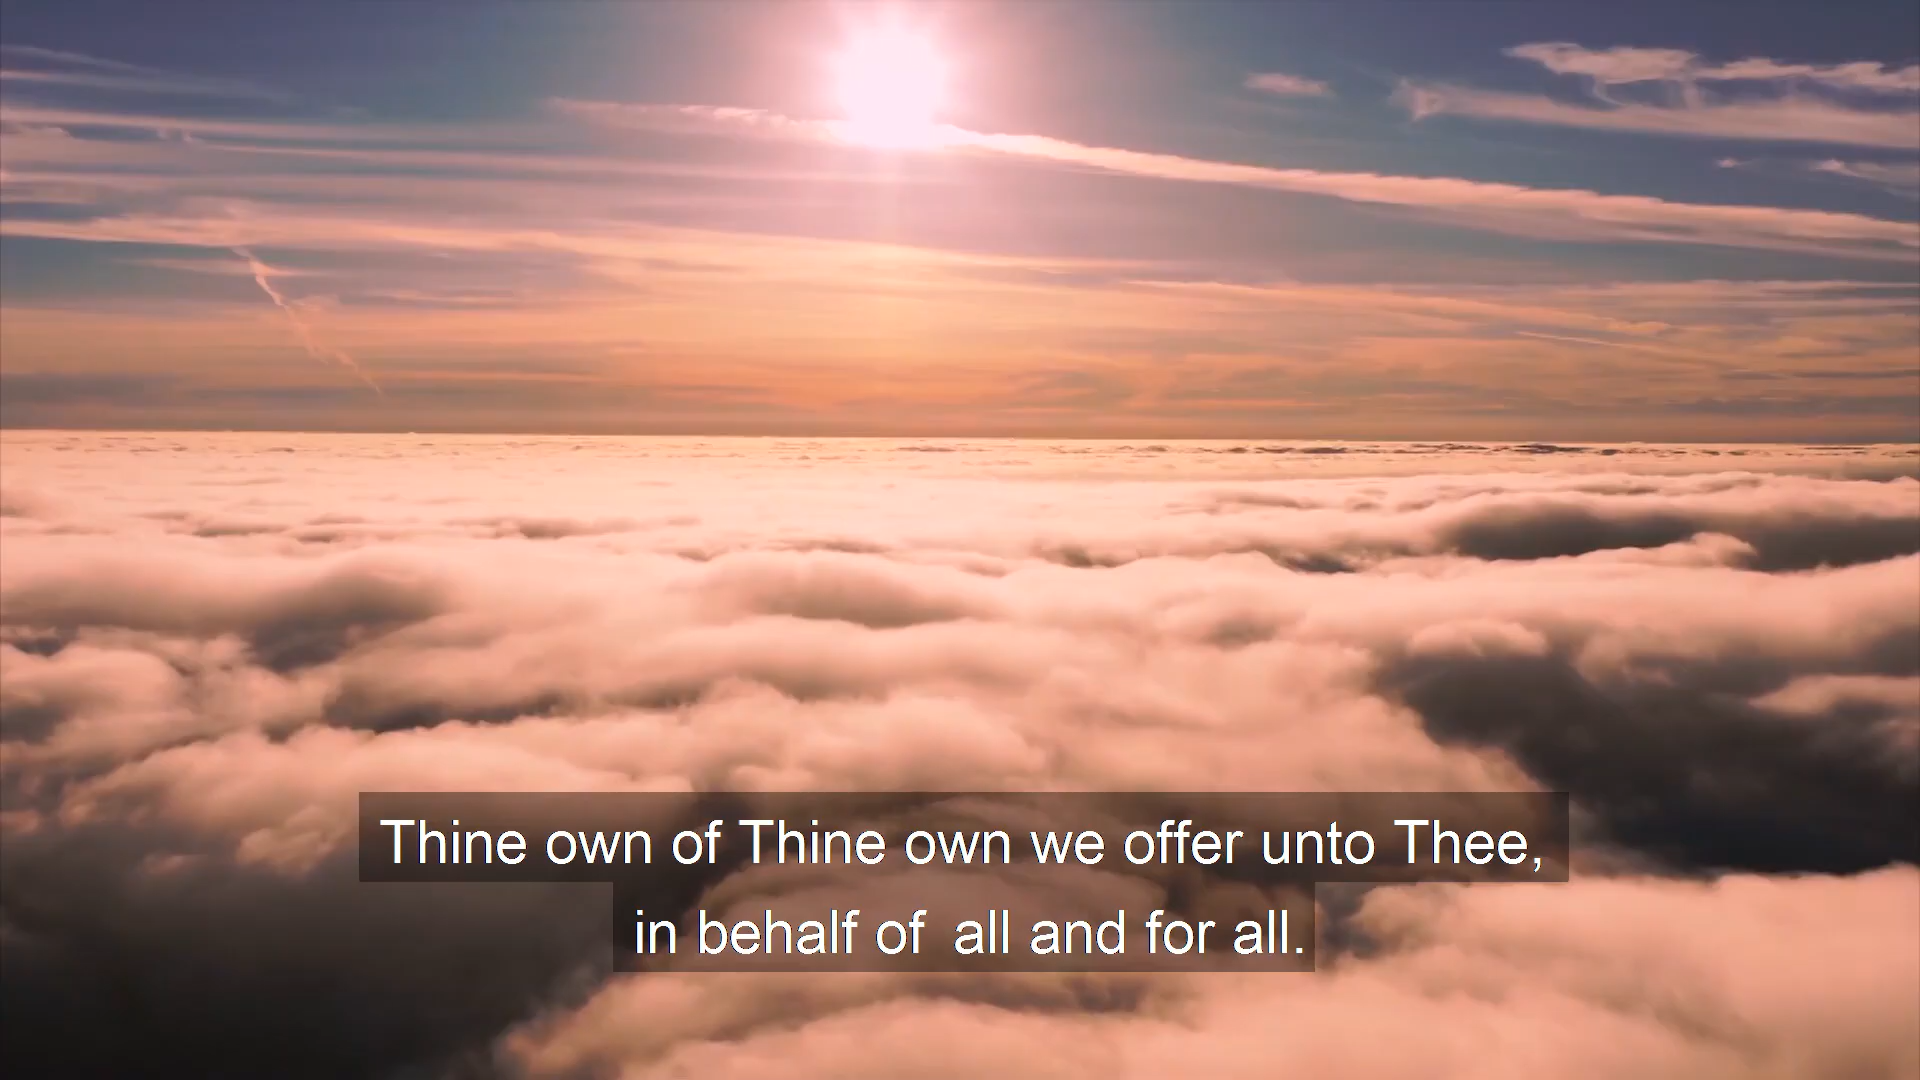 Thine own of Thine own we offer unto Thee,
in behalf of all and for all.